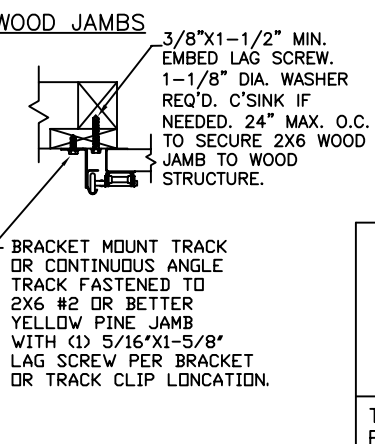 WOOD JAMBS
3/8"X1-1/2" MIN.
EMBED LAG SCREW.
1-1/8" DIA. WASHER
REQ'D. C'SINK IF
NEEDED. 24" MAX. O.C.
TO SECURE 2X6 WOOD
JAMB TO WOOD
STRUCTURE.
BRACKET MOUNT TRACK
OR CONTINUOUS ANGLE
TRACK FASTENED TO
2X6 #2 OR BETTER
YELLOW PINE JAMB
WITH (1) 5/16"X1-5/8"
LAG SCREW PER BRACKET
OR TRACK CLIP LONCATION.